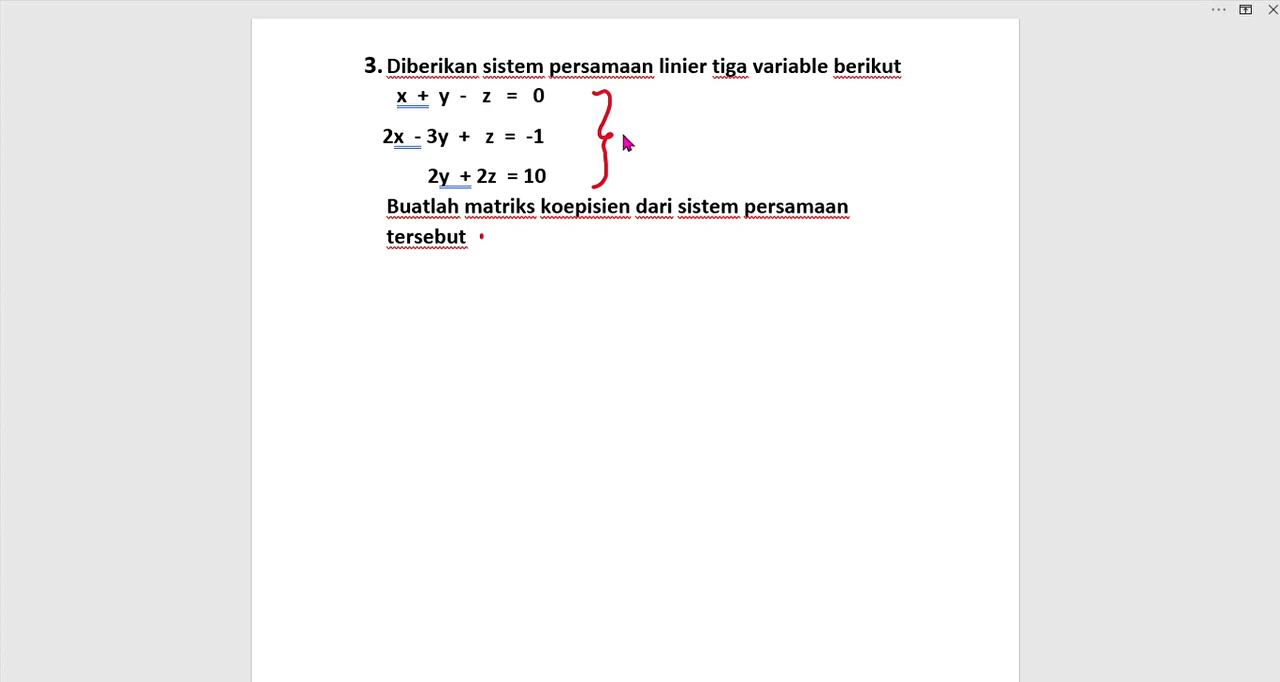 3. Diberikan sistem persamaan linier tiga variable berikut
x + y - z = 0
2x - 3y + z = -1
2y + 2z = 10
Buatlah matriks koepisien dari sistem persamaan
tersebut